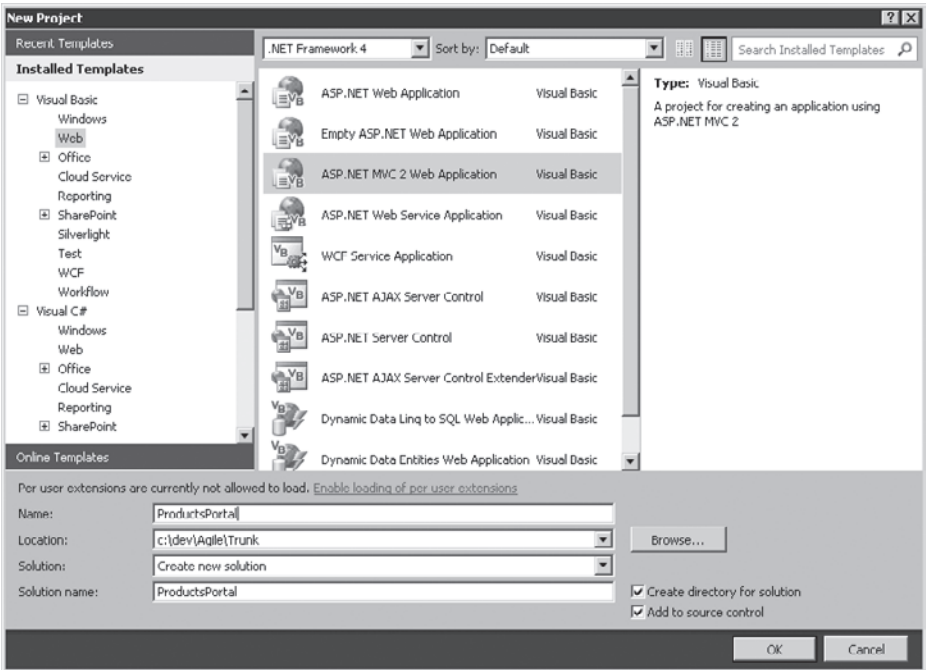 New Project
Recent Templates
Installed Templates
Visual Basic
Windows
Web
Office
Cloud Service
Reporting
SharePoint
Silverlight
Test
WCF
Workflow
Visual C#
Windows
Web
Office
Cloud Service
Reporting
SharePoint
Online Templates
.NET Framework 4
Sort by: Default
Search Installed Templates
ASP.NET Web Application Visual Basic
Empty ASP.NET Web Application Visual Basic
ASP.NET MVC 2 Web Application Visual Basic
ASP.NET Web Service Application Visual Basic
WCF Service Application Visual Basic
ASP.NET AJAX Server Control Visual Basic
ASP.NET Server Control Visual Basic
ASP.NET AJAX Server Control Extender Visual Basic
Dynamic Data Linq to SQL Web Applic... Visual Basic
Dynamic Data Entities Web Application Visual Basic
Type: Visual Basic
A project for creating an application using
ASP.NET MVC 2
Per user extensions are currently not allowed to load. Enable loading of per user extensions
Name: ProductsPortal
Location: c:\dev\Agile\Trunk
Browse...
Solution: Create new solution
Solution name: ProductsPortal
Create directory for solution
Add to source control
OK Cancel